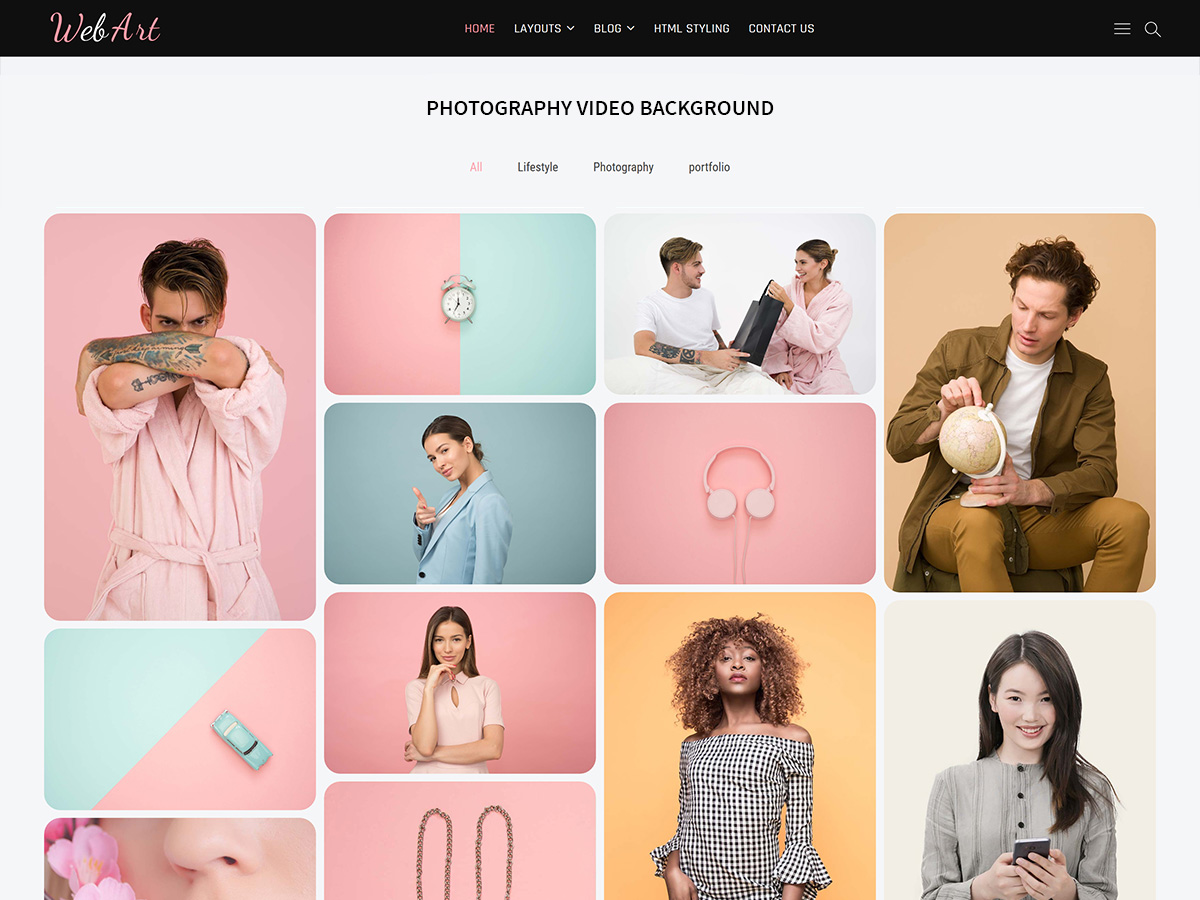 WebArt
HOME LAYOUTS BLOG HTML STYLING CONTACT US
PHOTOGRAPHY VIDEO BACKGROUND
All Lifestyle Photography portfolio